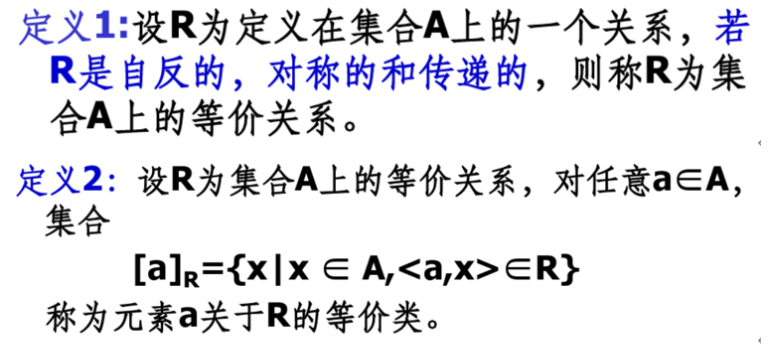 定义1:设R为定义在集合A上的一个关系，若
R是自反的，对称的和传递的，则称R为集
合A上的等价关系。
定义2：设R为集合A上的等价关系，对任意a∈A，
集合
[a]R={x|x ∈ A,<a,x>∈R}
称为元素a关于R的等价类。